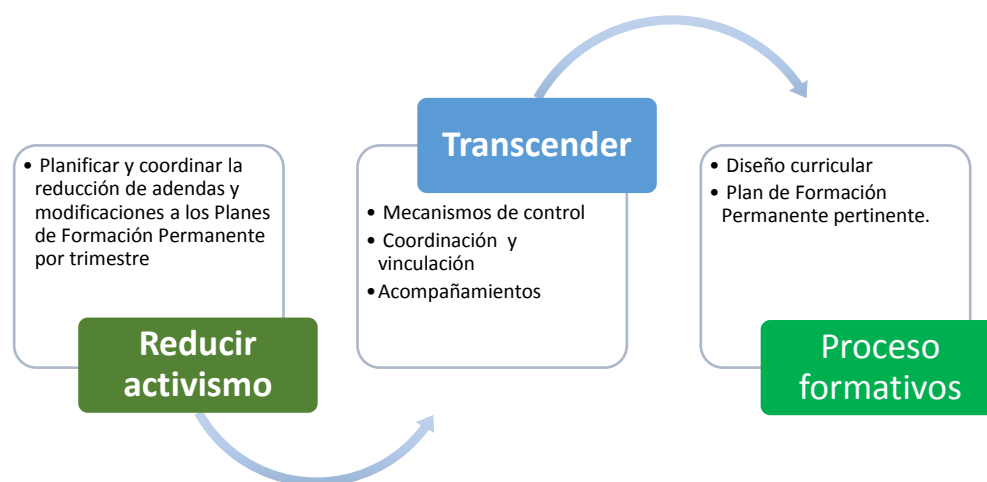 • Planificar y coordinar la
reducción de adendas y
modificaciones a los Planes
de Formación Permanente
por trimestre
Reducir
activismo
Transcender
• Mecanismos de control
• Coordinación y
vinculación
•Acompañamientos
• Diseño curricular
• Plan de Formación
Permanente pertinente.
Proceso
formativos